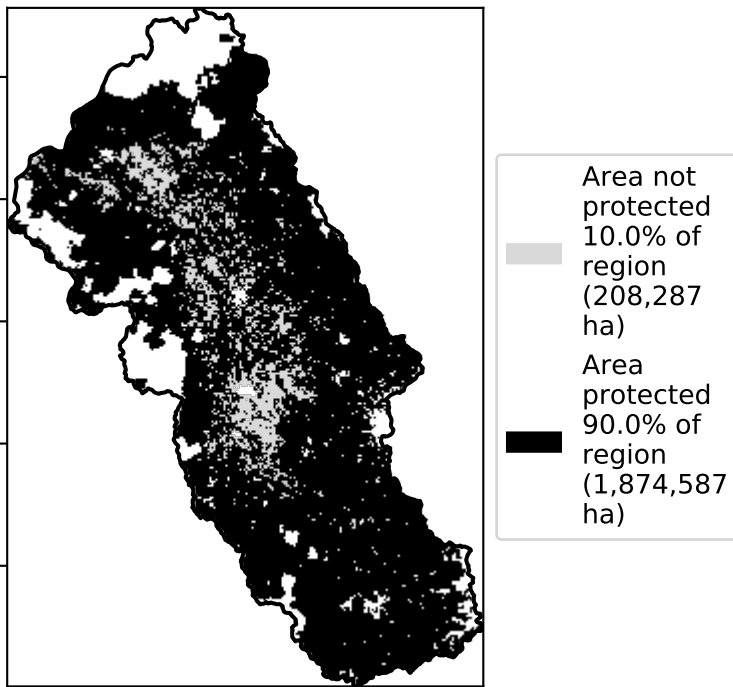 Area not
protected
10.0% of
region
(208,287
ha)
Area
protected
90.0% of
region
(1,874,587
ha)